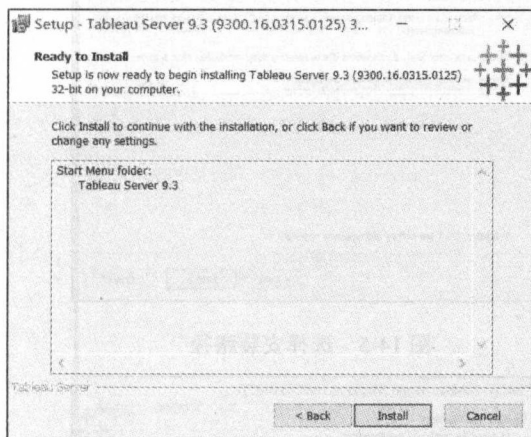 Setup - Tableau Server 9.3 (9300.16.0315.0125) 3...
Ready to Install
Setup is now ready to begin installing Tableau Server 9.3 (9300.16.0315.0125)
32-bit on your computer.
Click Install to continue with the installation, or click Back if you want to review or
change any settings.
Start Menu folder:
Tableau Server 9.3
Tableau Server
< Back
Install
Cancel